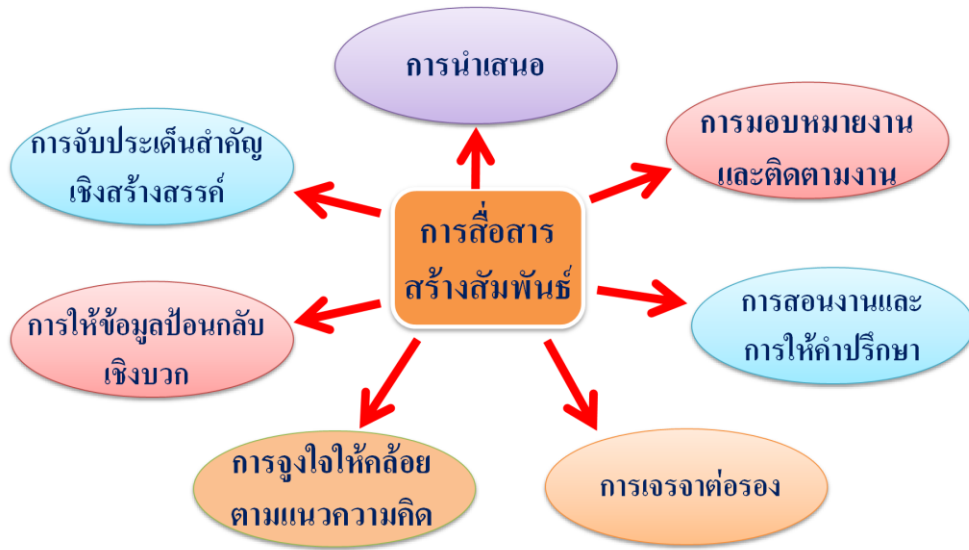 การนำเสนอ
การมอบหมายงาน
และติดตามงาน
การจับประเด็นสำคัญ
เชิงสร้างสรรค์
การสื่อสาร
สร้างสัมพันธ์
การสอนงานและ
การให้คำปรึกษา
การให้ข้อมูลป้อนกลับ
เชิงบวก
การจูงใจให้คล้อย
ตามแนวความคิด
การเจรจาต่อรอง